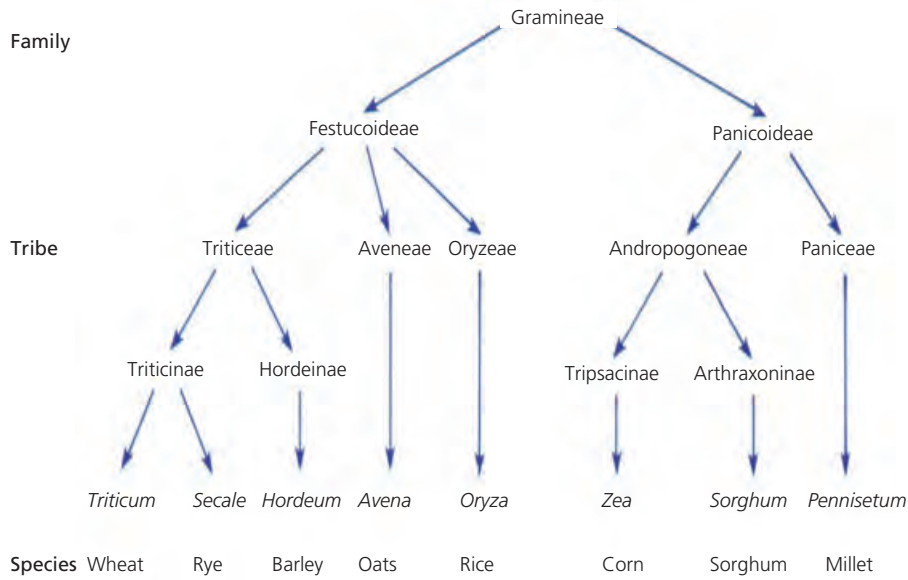 Gramineae
Family
Festucoideae Panicoideae
Tribe Triticeae Aveneae Oryzeae Andropogoneae Paniceae
Triticinae Hordeinae Tripsacinae Arthraxoninae
Triticum Secale Hordeum Avena Oryza Zea Sorghum Pennisetum
Species Wheat Rye Barley Oats Rice Corn Sorghum Millet